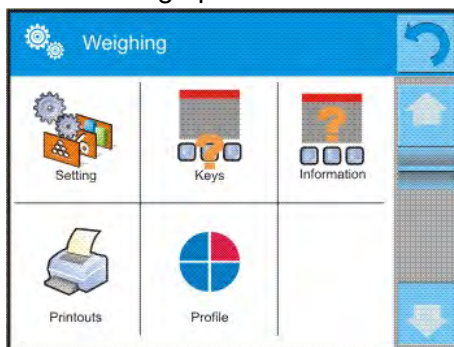 Weighing
Setting
Keys
Information
Printouts
Profile